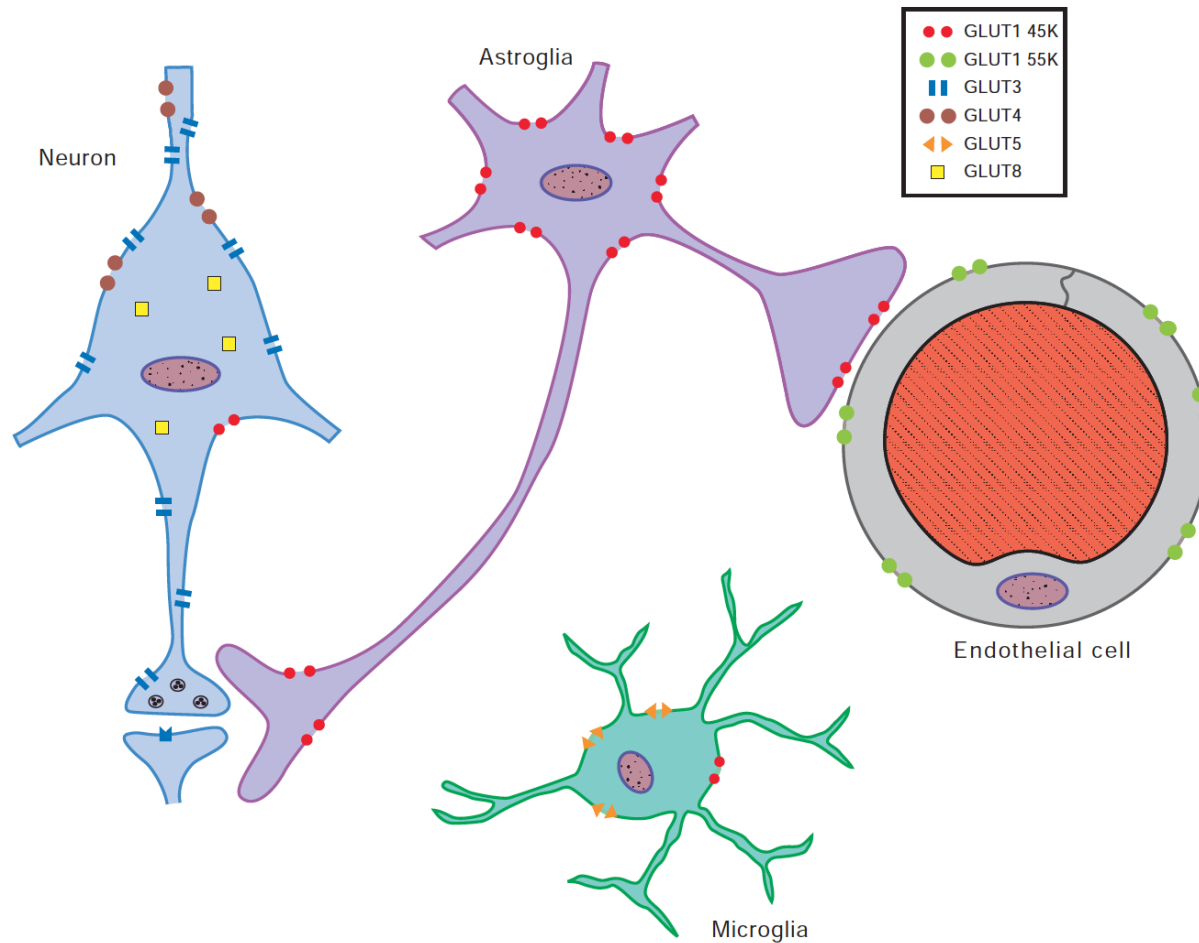 Astroglia
Neuron
GLUT1 45K
GLUT1 55K
GLUT3
GLUT4
GLUT5
GLUT8
Endothelial cell
Microglia